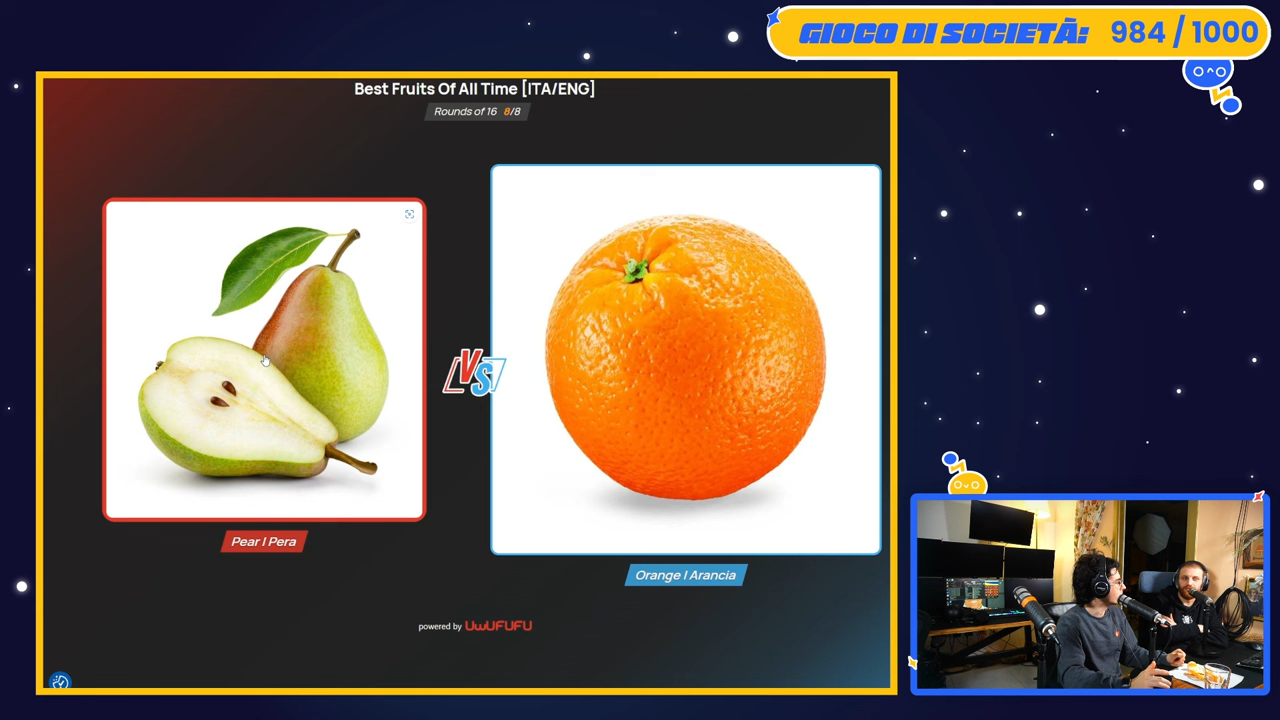 GIOCO DI SOCIETÀ: 984 / 1000
Best Fruits Of All Time [ITA/ENG]
Rounds of 16 8/8
VS
Pear | Pera
Orange | Arancia
powered by UWUFUFU